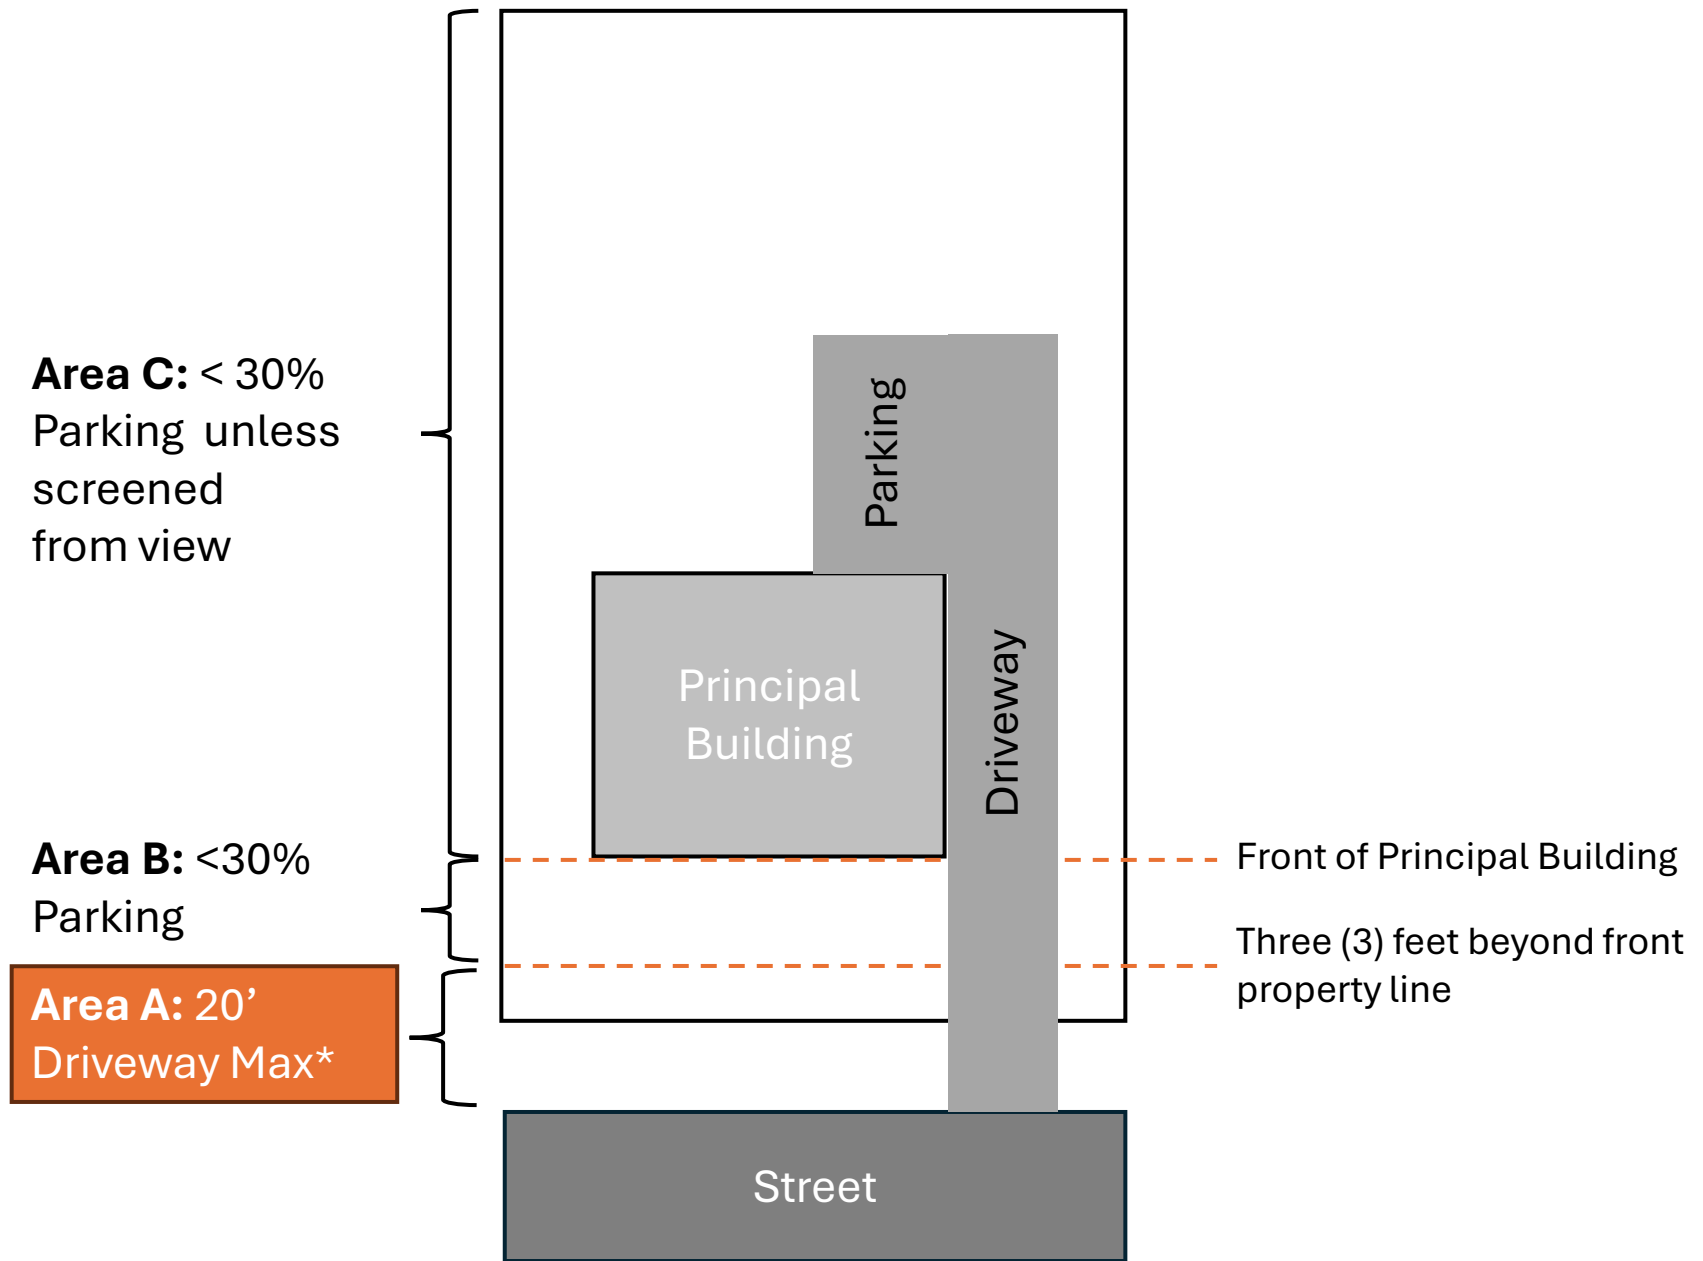 Area C: < 30%
Parking unless
screened
from view
Parking
Principal
Building
Driveway
Area B: <30%
Parking
Front of Principal Building
Three (3) feet beyond front
property line
Area A: 20’
Driveway Max*
Street